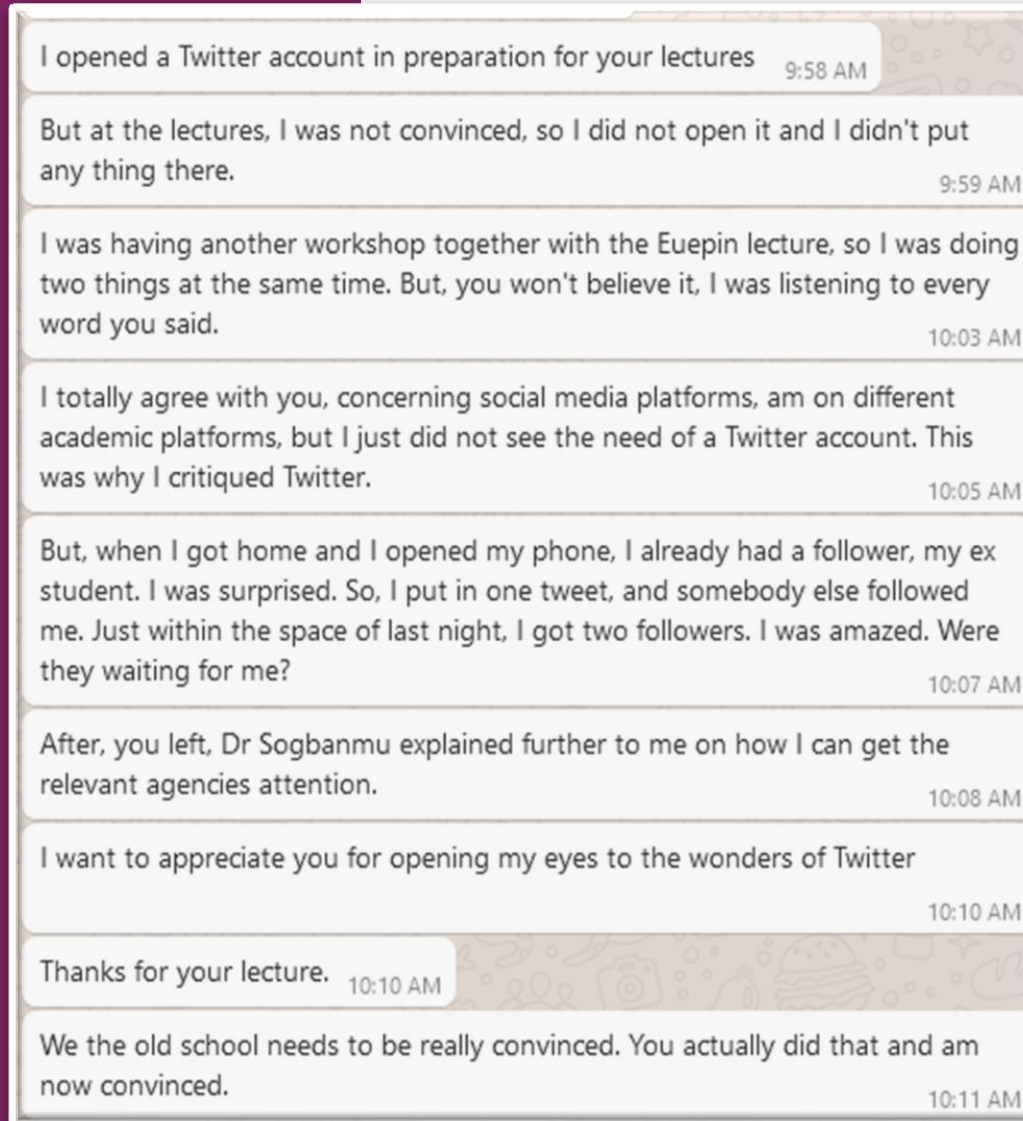 I opened a Twitter account in preparation for your lectures 9:58 AM
But at the lectures, I was not convinced, so I did not open it and I didn't put
any thing there.
9:59 AM
I was having another workshop together with the Euepin lecture, so I was doing
two things at the same time. But, you won't believe it, I was listening to every
word you said.
10:03 AM
I totally agree with you, concerning social media platforms, am on different
academic platforms, but I just did not see the need of a Twitter account. This
was why I critiqued Twitter.
10:05 AM
But, when I got home and I opened my phone, I already had a follower, my ex
student. I was surprised. So, I put in one tweet, and somebody else followed
me. Just within the space of last night, I got two followers. I was amazed. Were
they waiting for me?
10:07 AM
After, you left, Dr Sogbanmu explained further to me on how I can get the
relevant agencies attention.
10:08 AM
I want to appreciate you for opening my eyes to the wonders of Twitter
10:10 AM
Thanks for your lecture. 10:10 AM
We the old school needs to be really convinced. You actually did that and am
now convinced.
10:11 AM